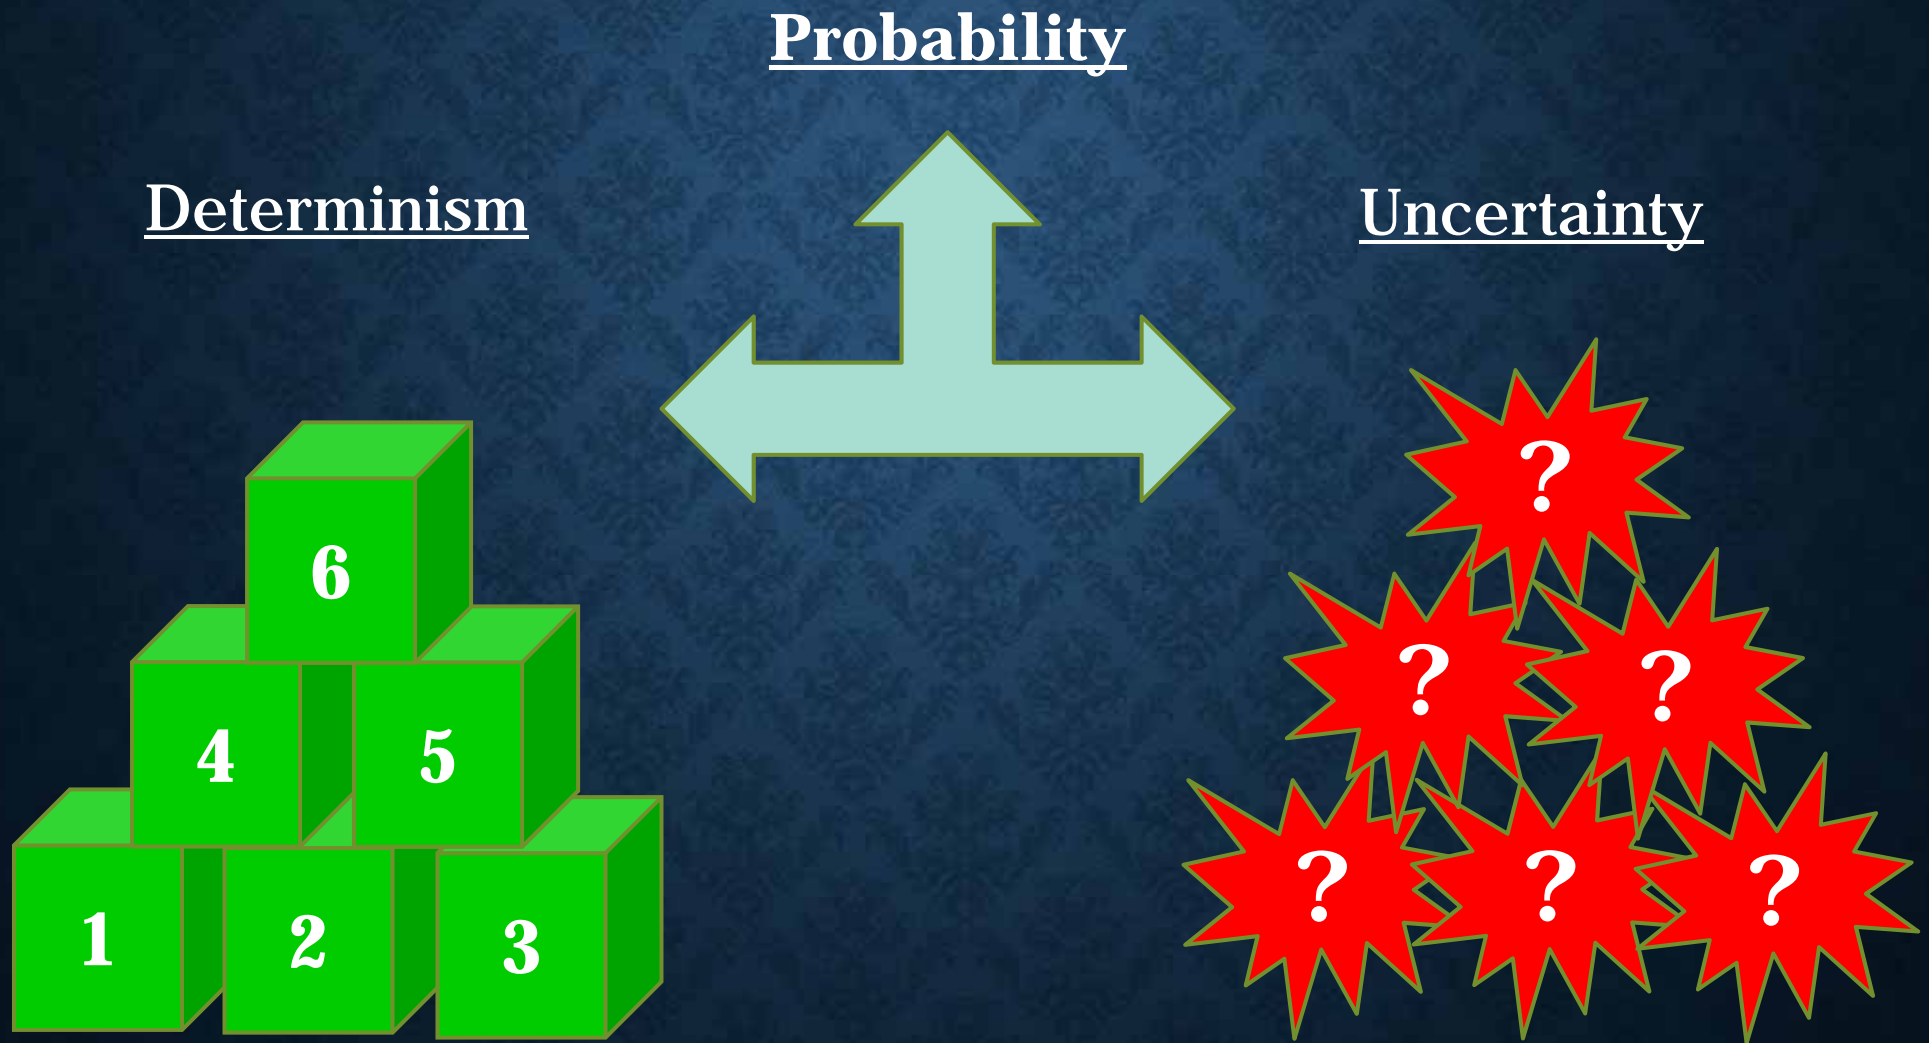 Probability
Determinism
Uncertainty
6
4 5
1 2 3
?
? ?
? ? ?